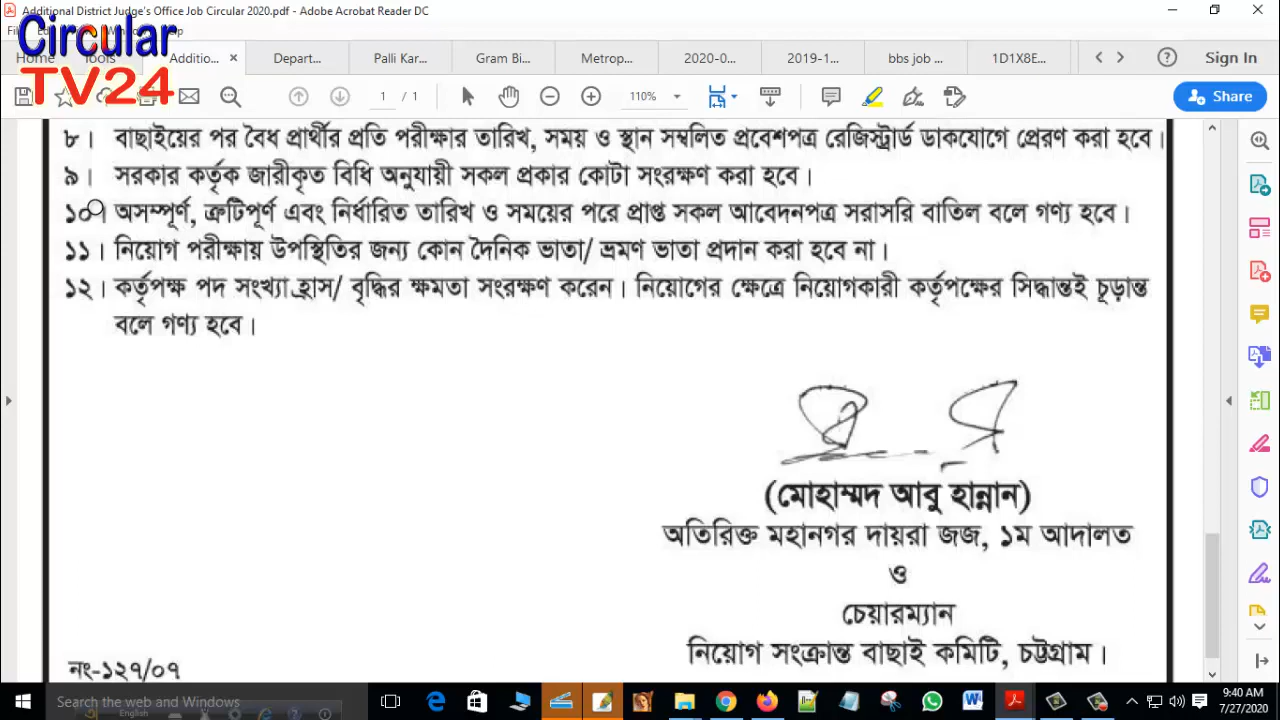 Additional District Judge's Office Job Circular 2020.pdf - Adobe Acrobat Reader DC
Circular
TV24
Home Tools Additio... Depart... Palli Kar... Gram Bi... Metrop... 2020-0... 2019-1... bbs job ... 1D1X8E... Sign In
1 / 1 110% Share
৮। বাছাইয়ের পর বৈধ প্রার্থীর প্রতি পরীক্ষার তারিখ, সময় ও স্থান সম্বলিত প্রবেশপত্র রেজিস্ট্রার্ড ডাকযোগে প্রেরণ করা হবে।
৯। সরকার কর্তৃক জারীকৃত বিধি অনুযায়ী সকল প্রকার কোটা সংরক্ষণ করা হবে।
১০। অসম্পূর্ণ, ত্রুটিপূর্ণ এবং নির্ধারিত তারিখ ও সময়ের পরে প্রাপ্ত সকল আবেদনপত্র সরাসরি বাতিল বলে গণ্য হবে।
১১। নিয়োগ পরীক্ষায় উপস্থিতির জন্য কোন দৈনিক ভাতা/ ভ্রমণ ভাতা প্রদান করা হবে না।
১২। কর্তৃপক্ষ পদ সংখ্যা হ্রাস/ বৃদ্ধির ক্ষমতা সংরক্ষণ করেন। নিয়োগের ক্ষেত্রে নিয়োগকারী কর্তৃপক্ষের সিদ্ধান্তই চূড়ান্ত
বলে গণ্য হবে।
(মোহাম্মদ আবু হান্নান)
অতিরিক্ত মহানগর দায়রা জজ, ১ম আদালত
ও
চেয়ারম্যান
নিয়োগ সংক্রান্ত বাছাই কমিটি, চট্টগ্রাম।
নং-১২৭/০৭
Search the web and Windows
English
9:40 AM
7/27/2020